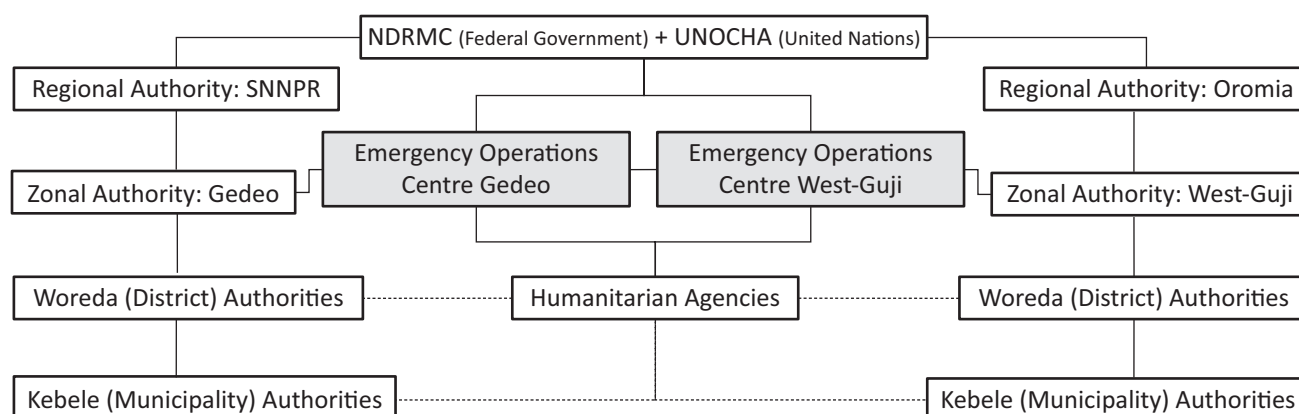 NDRMC (Federal Government) + UNOCHA (United Nations)
Regional Authority: SNNPR
Regional Authority: Oromia
Emergency Operations
Centre Gedeo
Emergency Operations
Centre West-Guji
Zonal Authority: Gedeo
Zonal Authority: West-Guji
Woreda (District) Authorities
Humanitarian Agencies
Woreda (District) Authorities
Kebele (Municipality) Authorities
Kebele (Municipality) Authorities